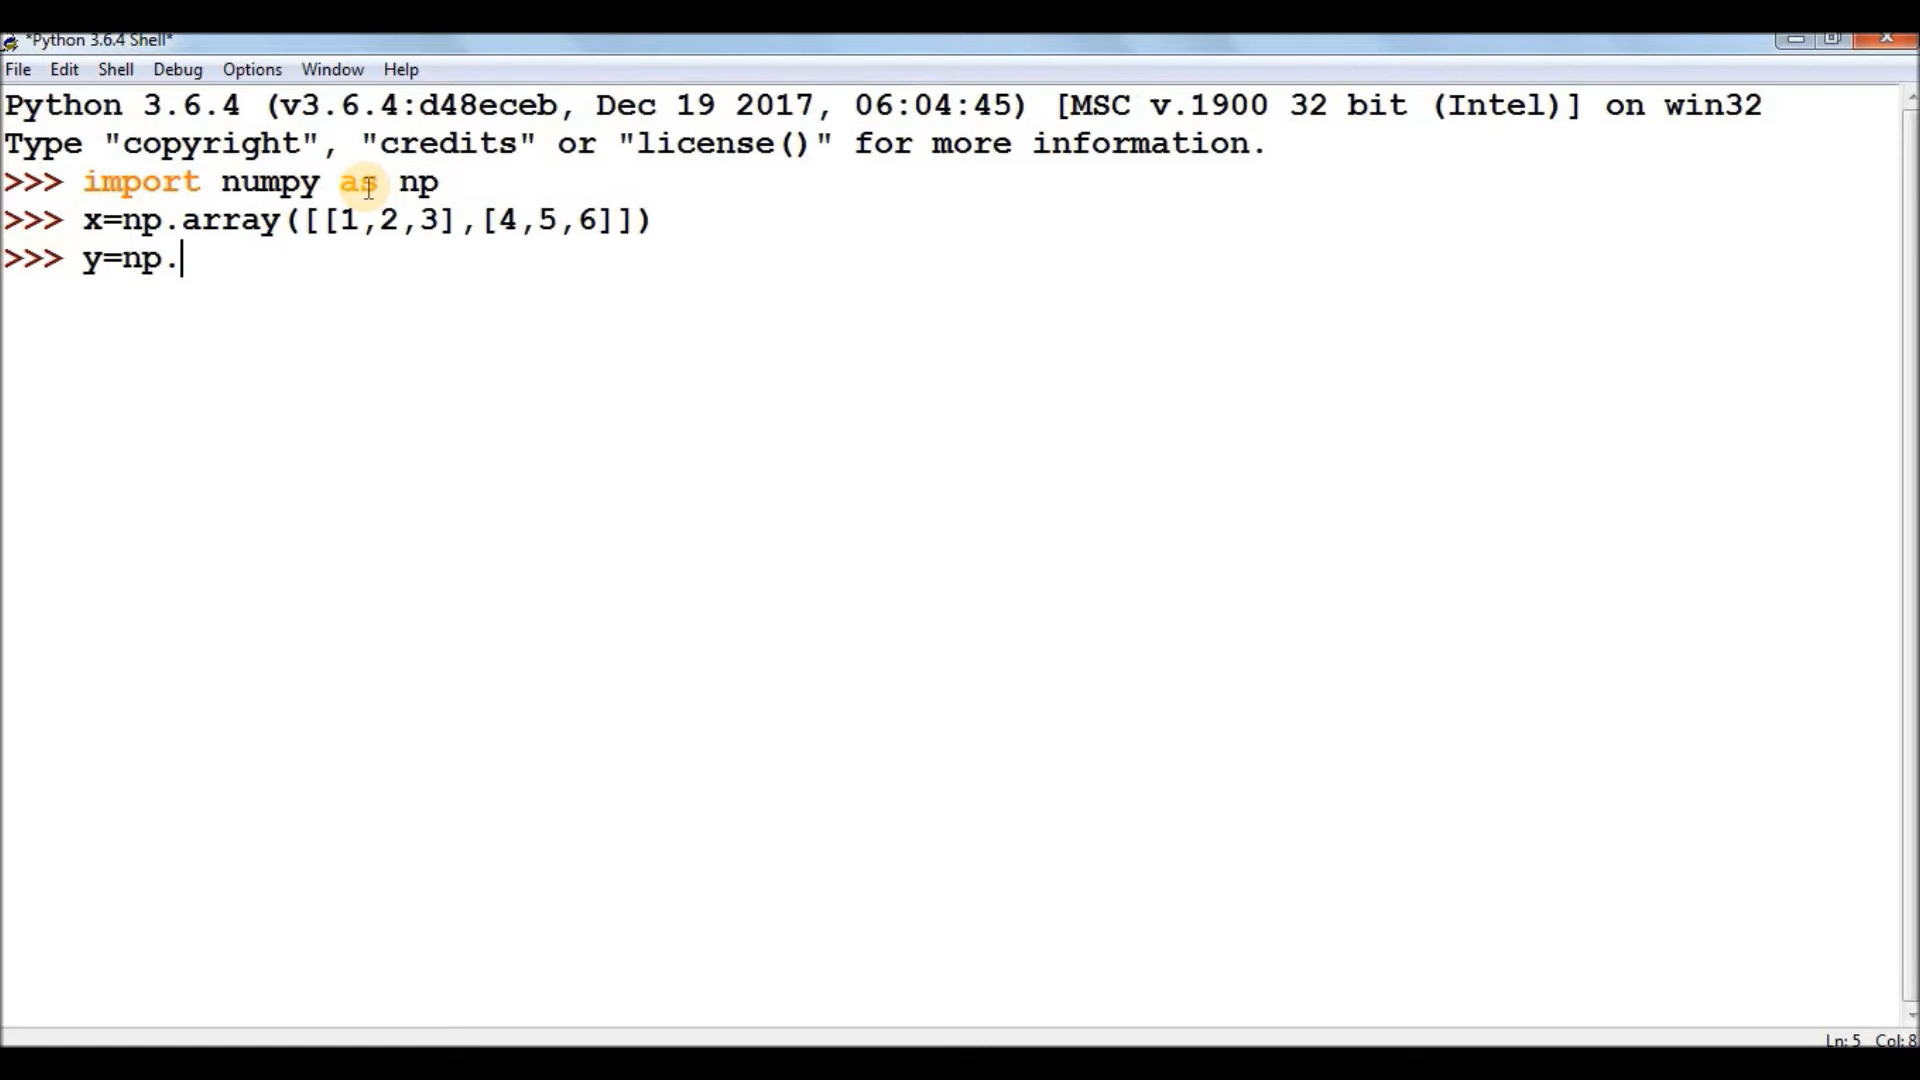 *Python 3.6.4 Shell*
File Edit Shell Debug Options Window Help
Python 3.6.4 (v3.6.4:d48eceb, Dec 19 2017, 06:04:45) [MSC v.1900 32 bit (Intel)] on win32
Type "copyright", "credits" or "license()" for more information.
>>> import numpy as np
>>> x=np.array([[1,2,3],[4,5,6]])
>>> y=np.
Ln: 5 Col: 8